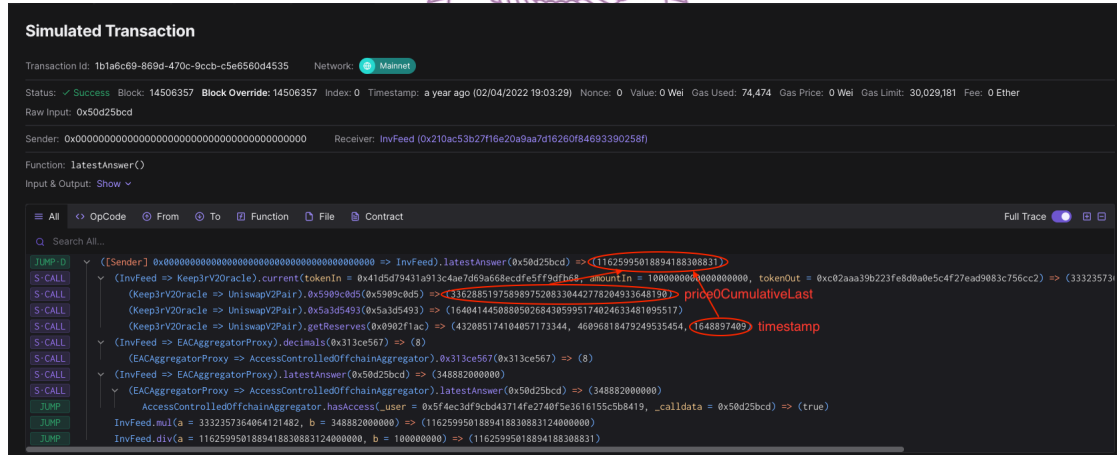 Simulated Transaction
Transaction Id: 1b1a6c69-869d-470c-9ccb-c5e6560d4535 Network: Mainnet
Status: ✓ Success Block: 14506357 Block Override: 14506357 Index: 0 Timestamp: a year ago (02/04/2022 19:03:29) Nonce: 0 Value: 0 Wei Gas Used: 74,474 Gas Price: 0 Wei Gas Limit: 30,029,181 Fee: 0 Ether
Raw Input: 0x50d25bcd
Sender: 0x0000000000000000000000000000000000000000 Receiver: InvFeed (0x210ac53b27f16e20a9aa7d16260f84693390258f)
Function: latestAnswer()
Input & Output: Show
All <> OpCode From To Function File Contract Full Trace
Search All...
JUMP-D ([Sender] 0x0000000000000000000000000000000000000000 => InvFeed).latestAnswer(0x50d25bcd) => (11625995018894188308831)
S-CALL (InvFeed => Keep3rV2Oracle).current(tokenIn = 0x41d5d79431a913c4ae7d69a668ecdfe5ff9dfb68, amountIn = 1000000000000000000, tokenOut = 0xc02aaa39b223fe8d0a0e5c4f27ead9083c756cc2) => (33323573
S-CALL (Keep3rV2Oracle => UniswapV2Pair).0x5909c0d5(0x5909c0d5) => (33628851975898975208330442778204933648190) price0CumulativeLast
S-CALL (Keep3rV2Oracle => UniswapV2Pair).0x5a3d5493(0x5a3d5493) => (1640414450880502684305995174024633481095517)
S-CALL (Keep3rV2Oracle => UniswapV2Pair).getReserves(0x0902f1ac) => (432085174104057173344, 46096818479249535454, 1648897409) timestamp
S-CALL (InvFeed => EACAggregatorProxy).decimals(0x313ce567) => (8)
S-CALL (EACAggregatorProxy => AccessControlledOffchainAggregator).0x313ce567(0x313ce567) => (8)
S-CALL (InvFeed => EACAggregatorProxy).latestAnswer(0x50d25bcd) => (348882000000)
S-CALL (EACAggregatorProxy => AccessControlledOffchainAggregator).latestAnswer(0x50d25bcd) => (348882000000)
JUMP AccessControlledOffchainAggregator.hasAccess(_user = 0x5f4ec3df9cbd43714fe2740f5e3616155c5b8419, _calldata = 0x50d25bcd) => (true)
JUMP InvFeed.mul(a = 3332357364064121482, b = 348882000000) => (1162599501889418830883124000000)
JUMP InvFeed.div(a = 1162599501889418830883124000000, b = 100000000) => (11625995018894188308831)